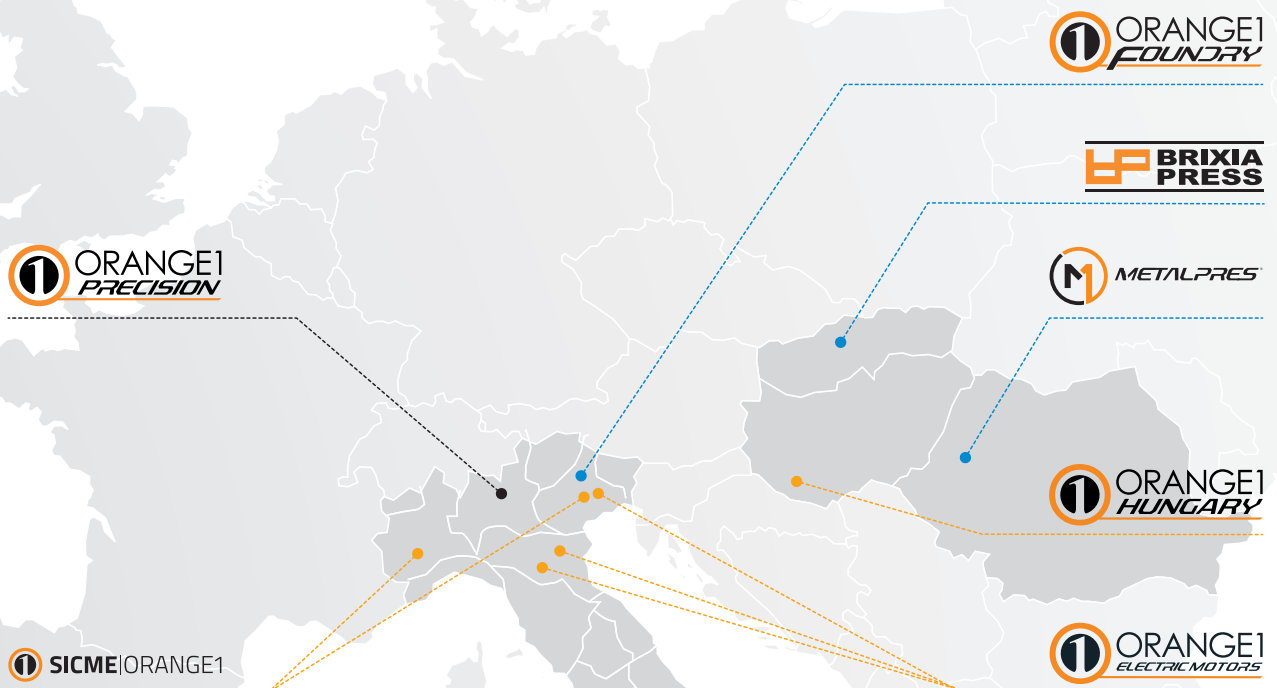 ORANGE1
FOUNDRY
BRIXIA
PRESS
ORANGE1
PRECISION
METALPRES
ORANGE1
HUNGARY
SICME|ORANGE1
ORANGE1
ELECTRIC MOTORS